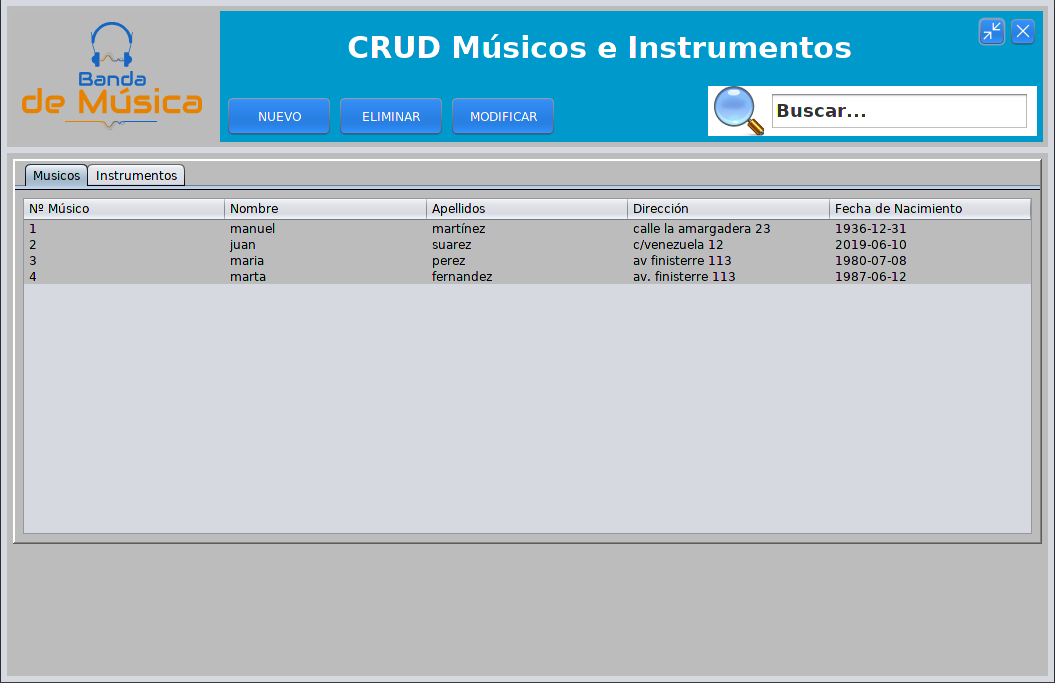 Banda
de Música
CRUD Músicos e Instrumentos
NUEVO ELIMINAR MODIFICAR
Buscar...
Musicos Instrumentos
Nº Músico Nombre Apellidos Dirección Fecha de Nacimiento
1 manuel martínez calle la amargadera 23 1936-12-31
2 juan suarez c/venezuela 12 2019-06-10
3 maria perez av finisterre 113 1980-07-08
4 marta fernandez av. finisterre 113 1987-06-12